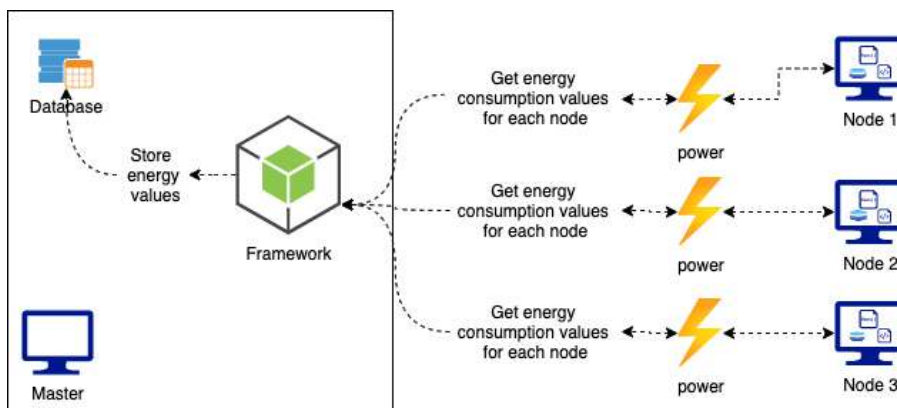 Database
Store
energy
values
Framework
Master
Get energy
consumption values
for each node
power
Node 1
Get energy
consumption values
for each node
power
Node 2
Get energy
consumption values
for each node
power
Node 3